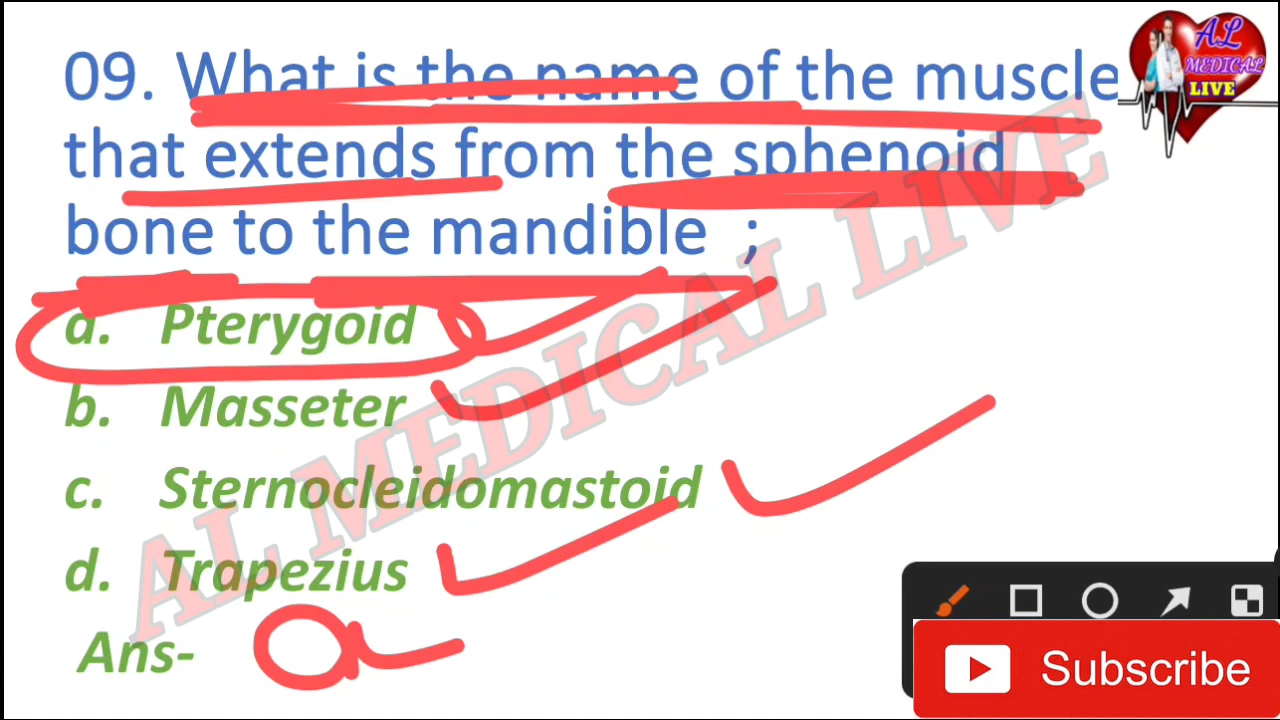 09. What is the name of the muscle
that extends from the sphenoid
bone to the mandible ;
a. Pterygoid
b. Masseter
c. Sternocleidomastoid
d. Trapezius
Ans- a
AL MEDICAL LIVE
AL
MEDICAL
LIVE
Subscribe